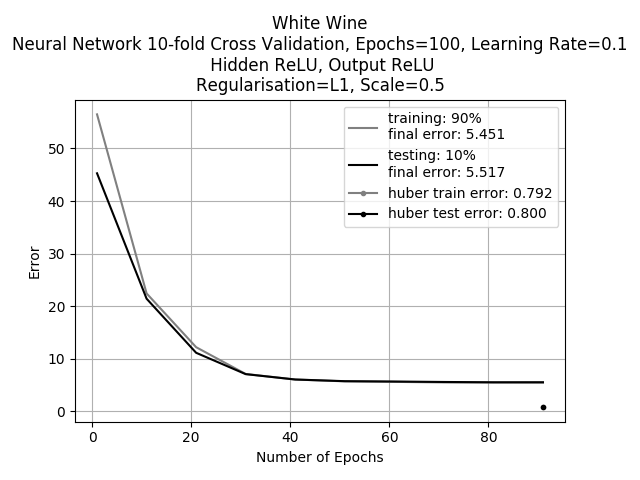 White Wine
Neural Network 10-fold Cross Validation, Epochs=100, Learning Rate=0.1
Hidden ReLU, Output ReLU
Regularisation=L1, Scale=0.5
training: 90%
final error: 5.451
testing: 10%
final error: 5.517
huber train error: 0.792
huber test error: 0.800
Error
50
40
30
20
10
0
0 20 40 60 80
Number of Epochs